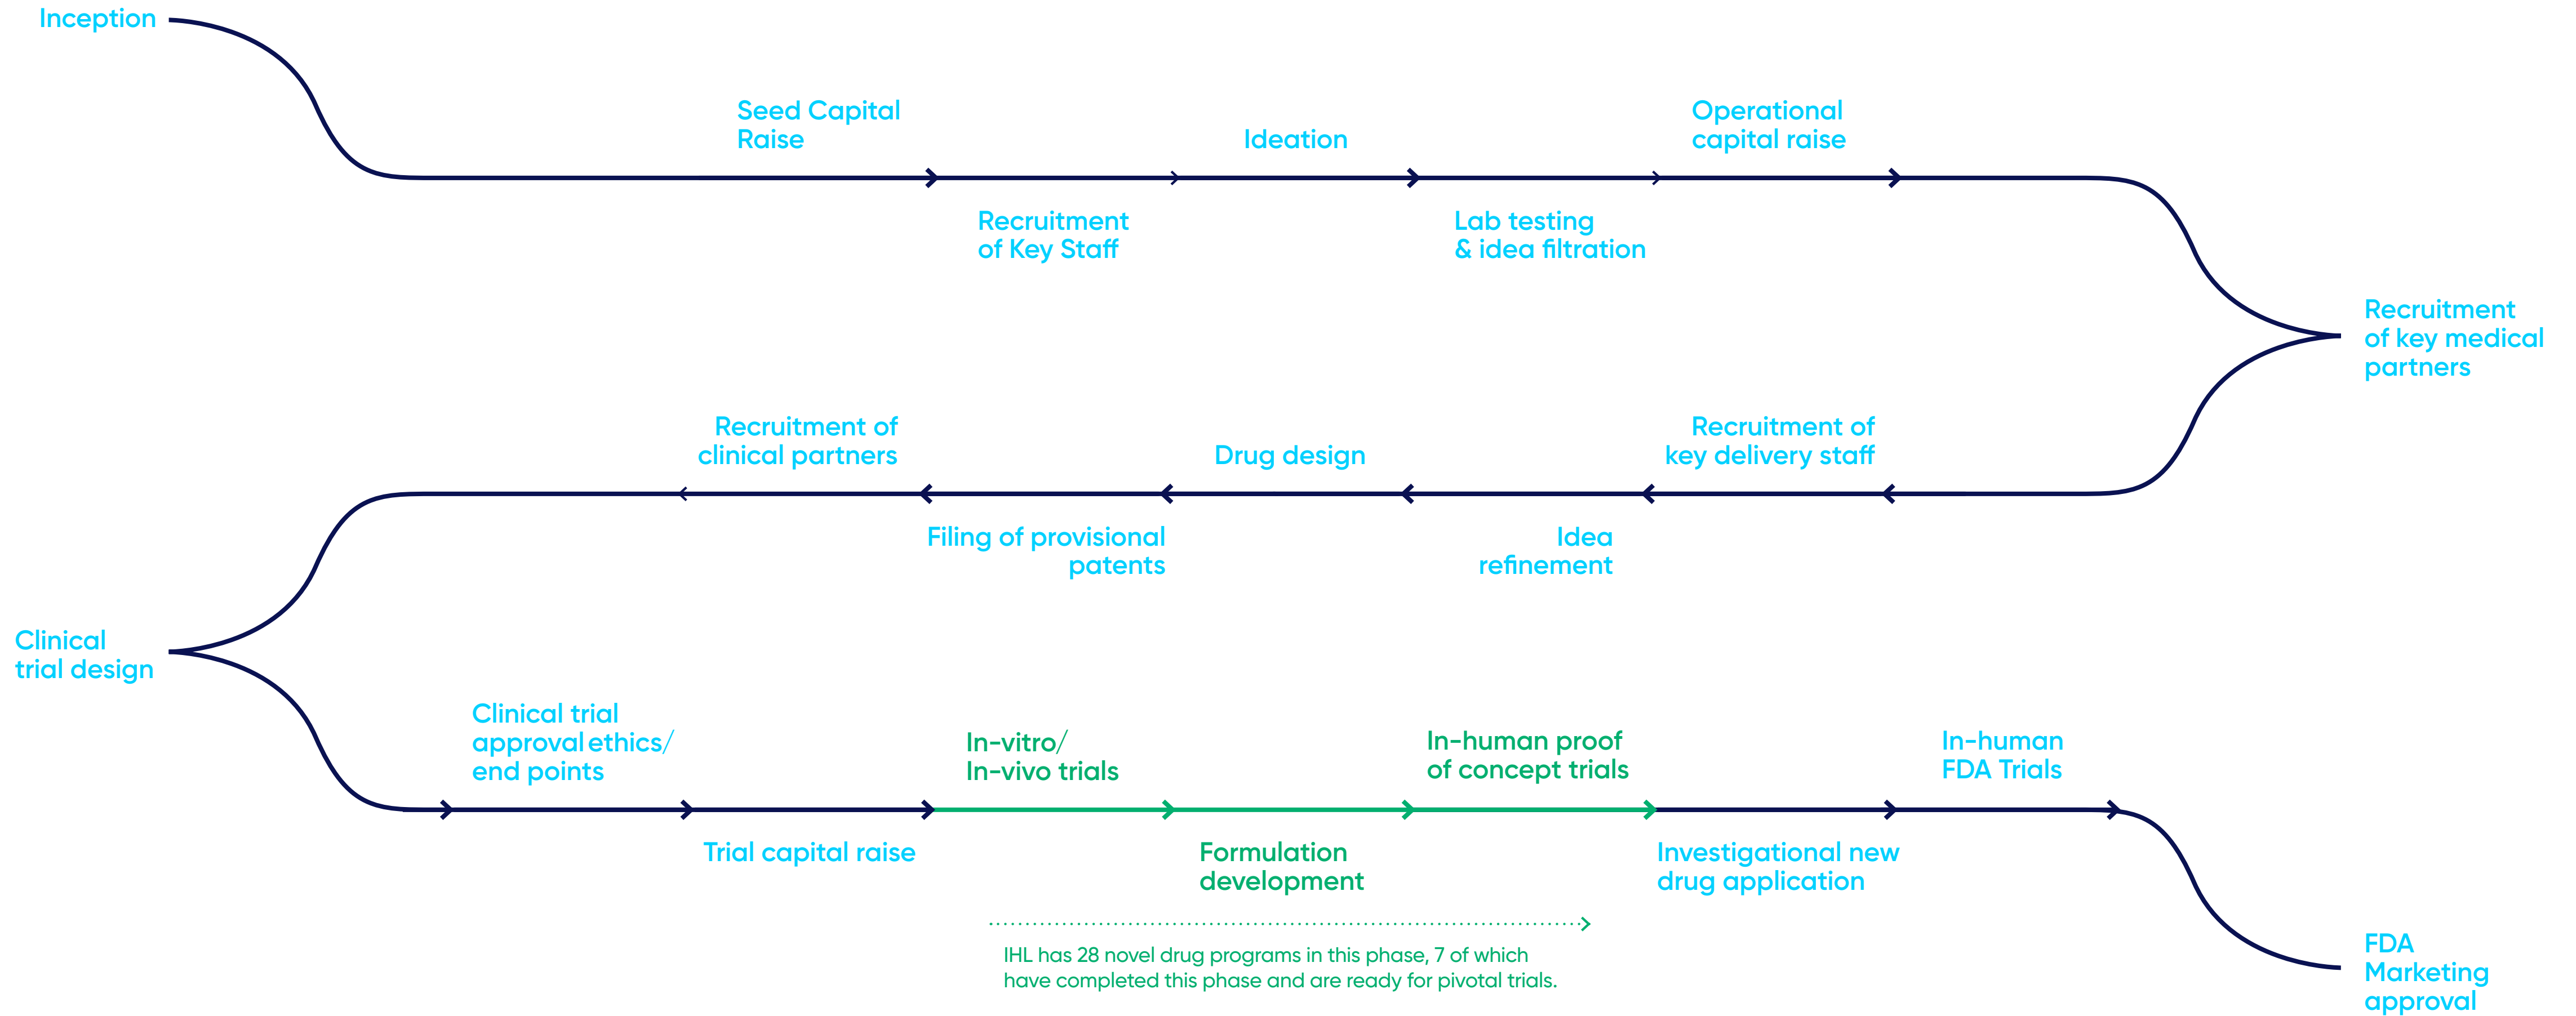 Inception
Seed Capital
Raise
Recruitment
of Key Staff
Ideation
Lab testing
& idea filtration
Operational
capital raise
Recruitment
of key medical
partners
Recruitment of
key delivery staff
Idea
refinement
Drug design
Filing of provisional
patents
Recruitment of
clinical partners
Clinical
trial design
Clinical trial
approval ethics/
end points
Trial capital raise
In-vitro/
In-vivo trials
Formulation
development
In-human proof
of concept trials
IHL has 28 novel drug programs in this phase, 7 of which
have completed this phase and are ready for pivotal trials.
Investigational new
drug application
In-human
FDA Trials
FDA
Marketing
approval